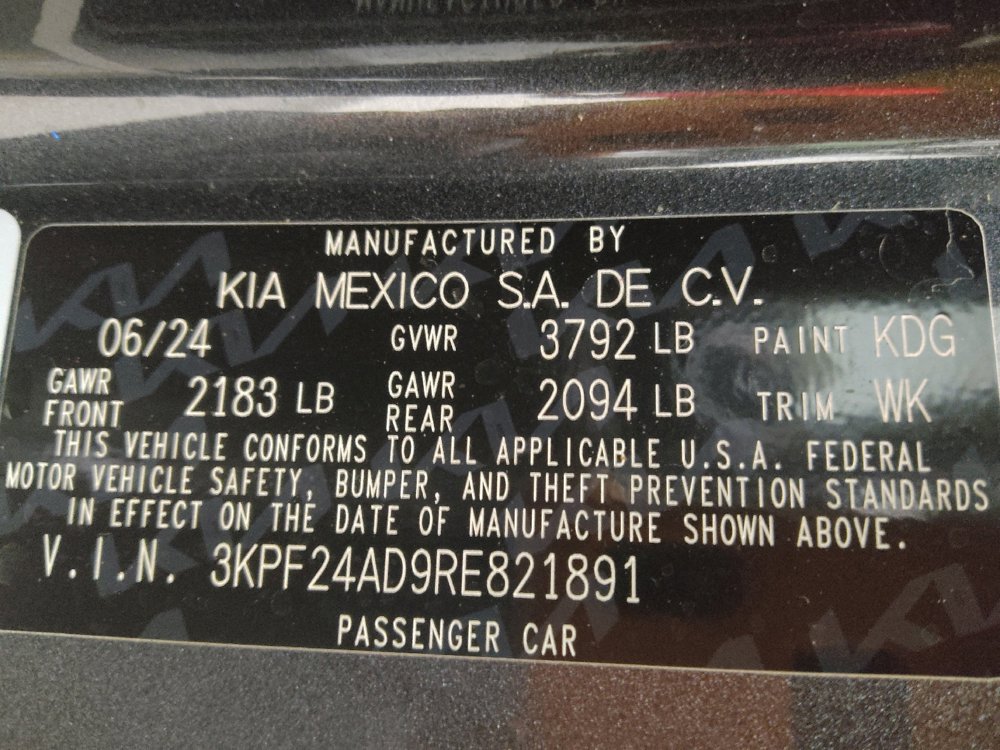 MANUFACTURED BY
KIA MEXICO S.A. DE C.V.
06/24 GVWR 3792 LB PAINT KDG
GAWR FRONT 2183 LB GAWR REAR 2094 LB TRIM WK
THIS VEHICLE CONFORMS TO ALL APPLICABLE U.S.A. FEDERAL
MOTOR VEHICLE SAFETY, BUMPER, AND THEFT PREVENTION STANDARDS
IN EFFECT ON THE DATE OF MANUFACTURE SHOWN ABOVE.
V.I.N. 3KPF24AD9RE821891
PASSENGER CAR